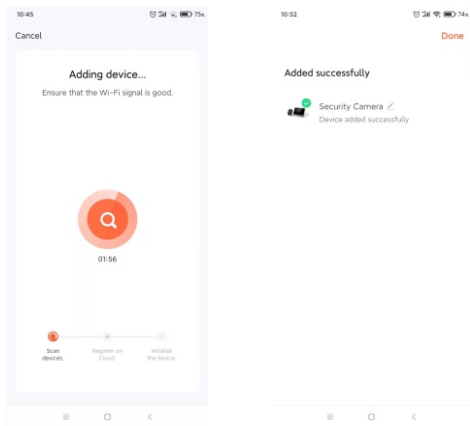 10:45
75%
Cancel
Adding device...
Ensure that the Wi-Fi signal is good.
01:56
Scan
devices.
Register on
Cloud.
Initialize
the device.
10:52
74%
Done
Added successfully
Security Camera
Device added successfully